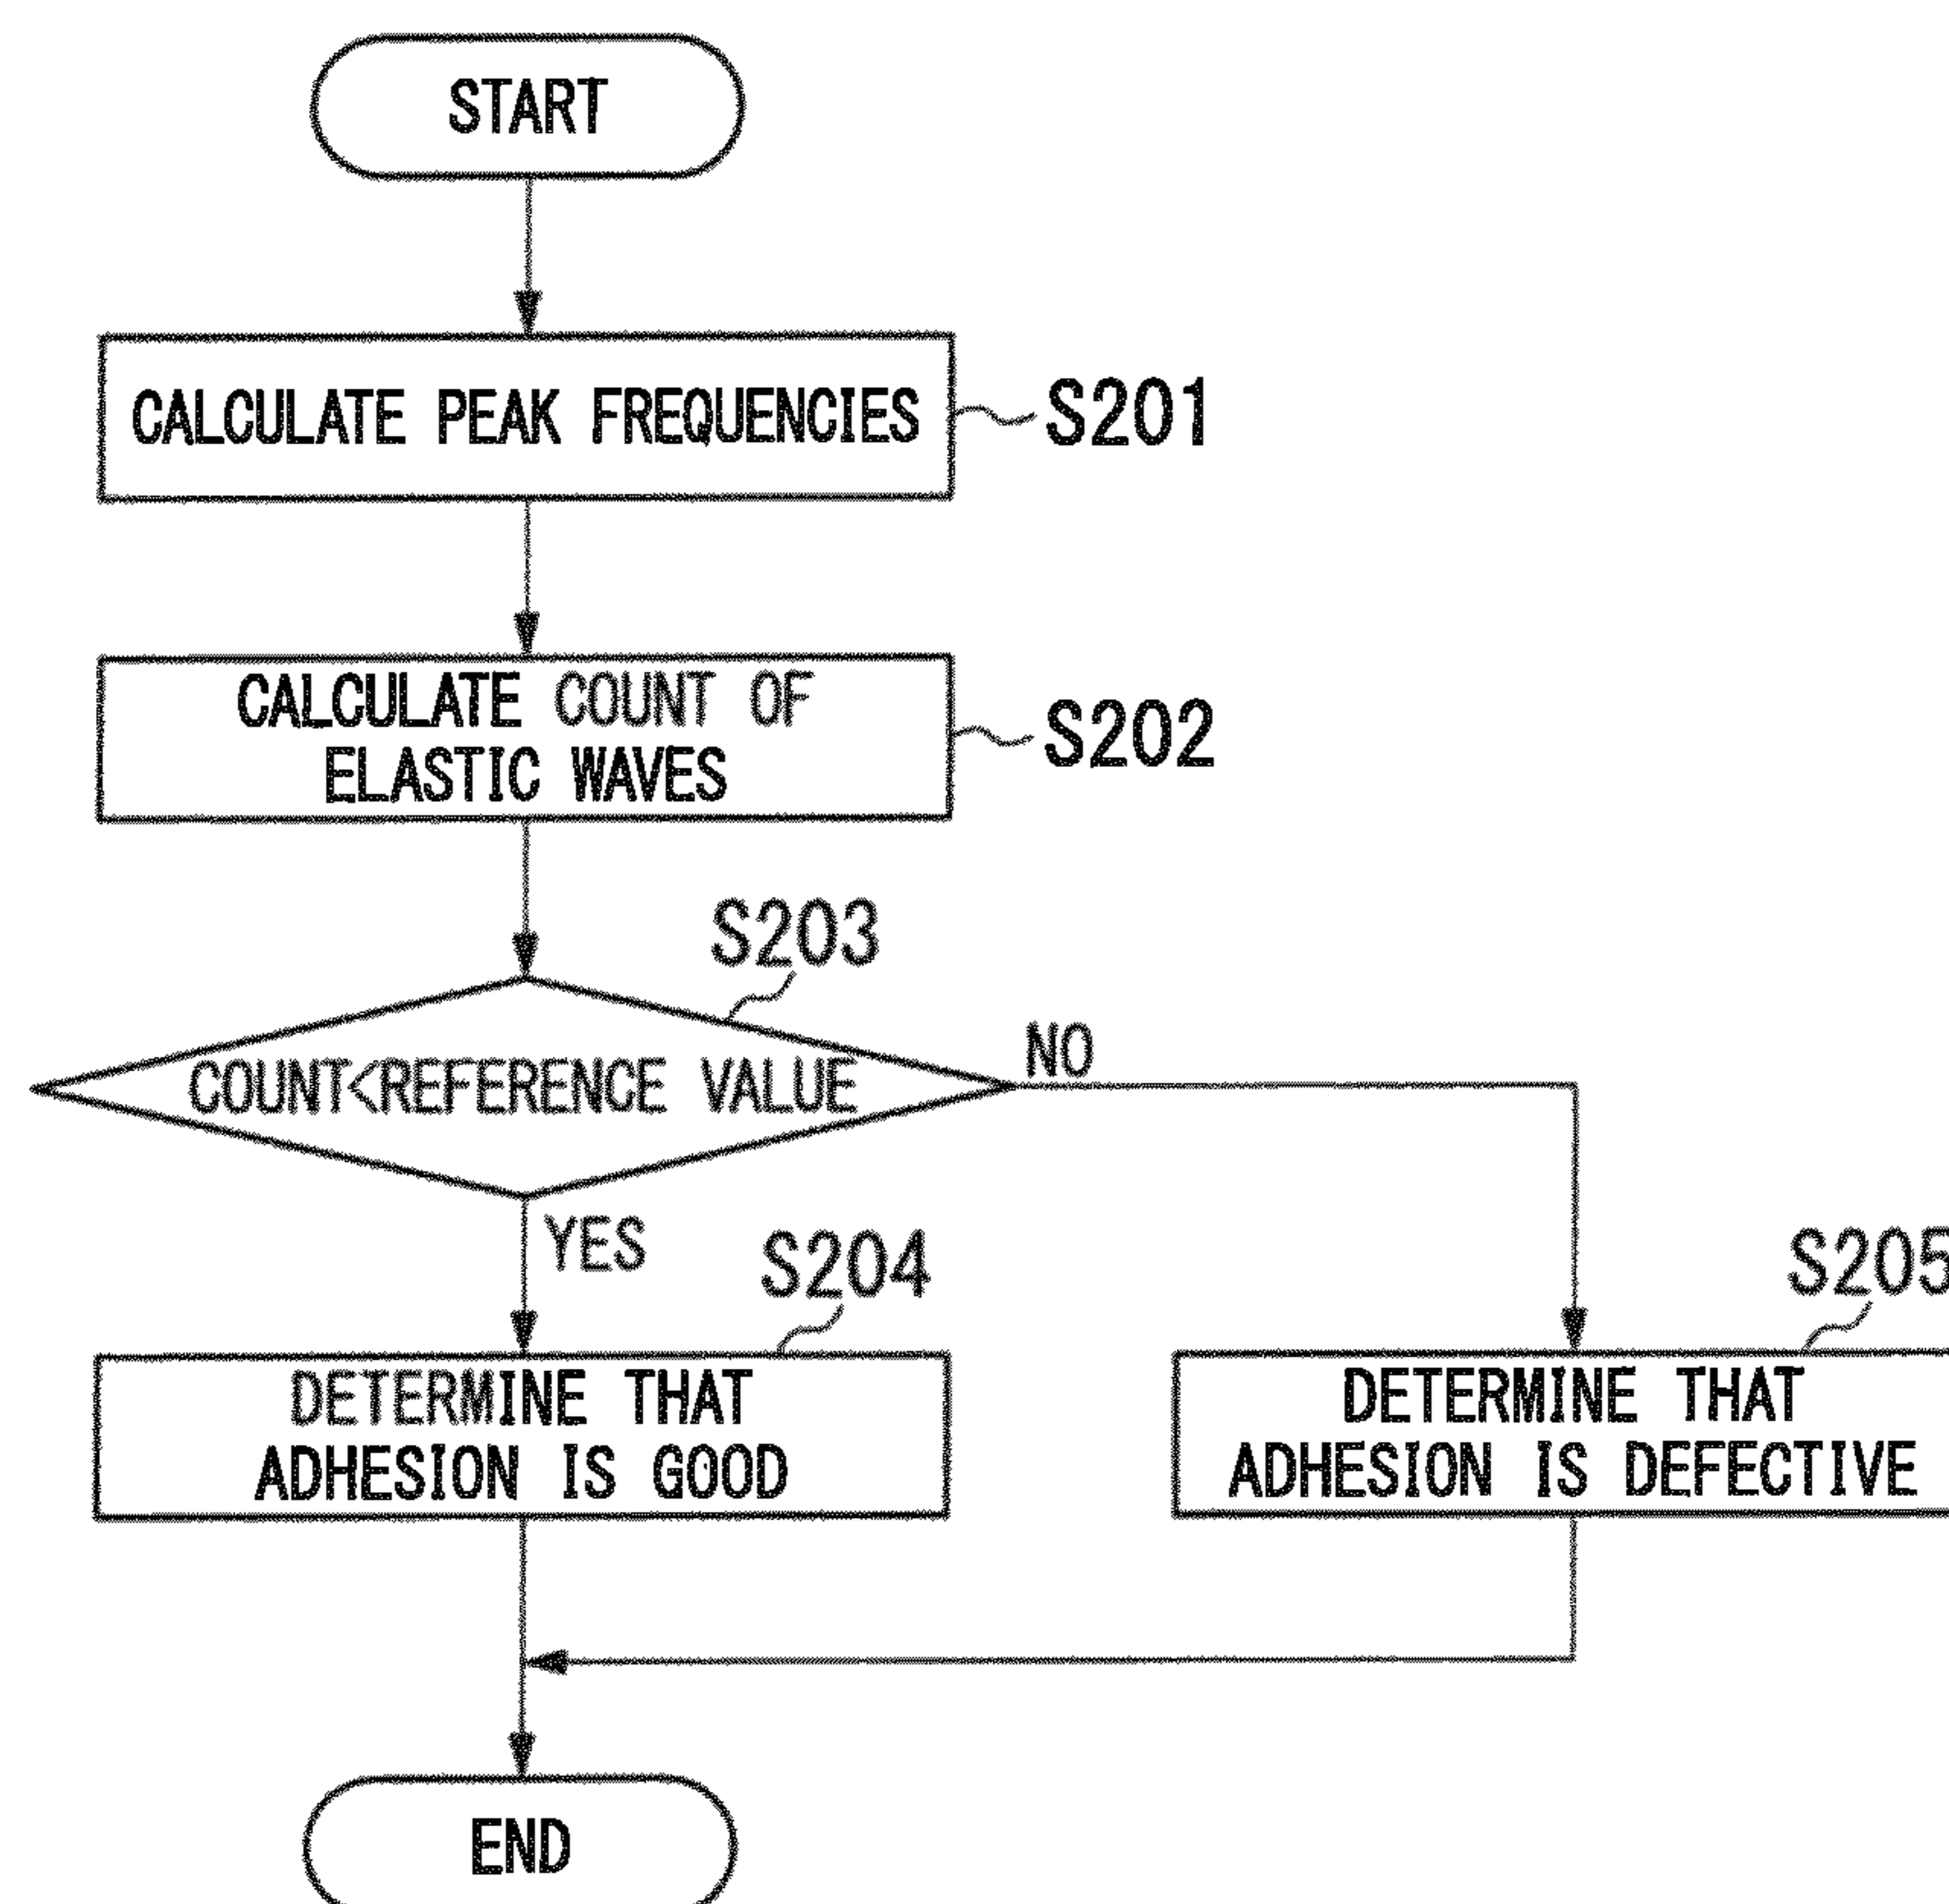 START
CALCULATE PEAK FREQUENCIES
S201
CALCULATE COUNT OF
ELASTIC WAVES
S202
S203
COUNT<REFERENCE VALUE
NO
YES
S204
S205
DETERMINE THAT
ADHESION IS GOOD
DETERMINE THAT
ADHESION IS DEFECTIVE
END